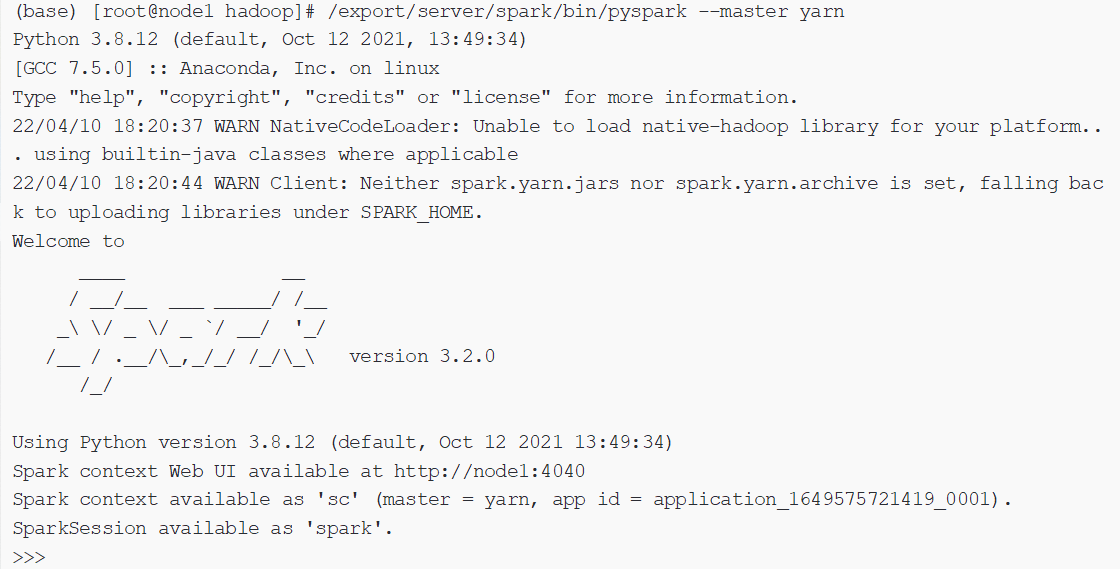 (base) [root@node1 hadoop]# /export/server/spark/bin/pyspark --master yarn
Python 3.8.12 (default, Oct 12 2021, 13:49:34)
[GCC 7.5.0] :: Anaconda, Inc. on linux
Type "help", "copyright", "credits" or "license" for more information.
22/04/10 18:20:37 WARN NativeCodeLoader: Unable to load native-hadoop library for your platform..
. using builtin-java classes where applicable
22/04/10 18:20:44 WARN Client: Neither spark.yarn.jars nor spark.yarn.archive is set, falling bac
k to uploading libraries under SPARK_HOME.
Welcome to
      ____              __
     / __/__  ___ _____/ /__
    _\ \/ _ \/ _ `/ __/  '_/
   /__ / .__/\_,_/_/ /_/\_\   version 3.2.0
      /_/
Using Python version 3.8.12 (default, Oct 12 2021 13:49:34)
Spark context Web UI available at http://node1:4040
Spark context available as 'sc' (master = yarn, app id = application_1649575721419_0001).
SparkSession available as 'spark'.
>>>